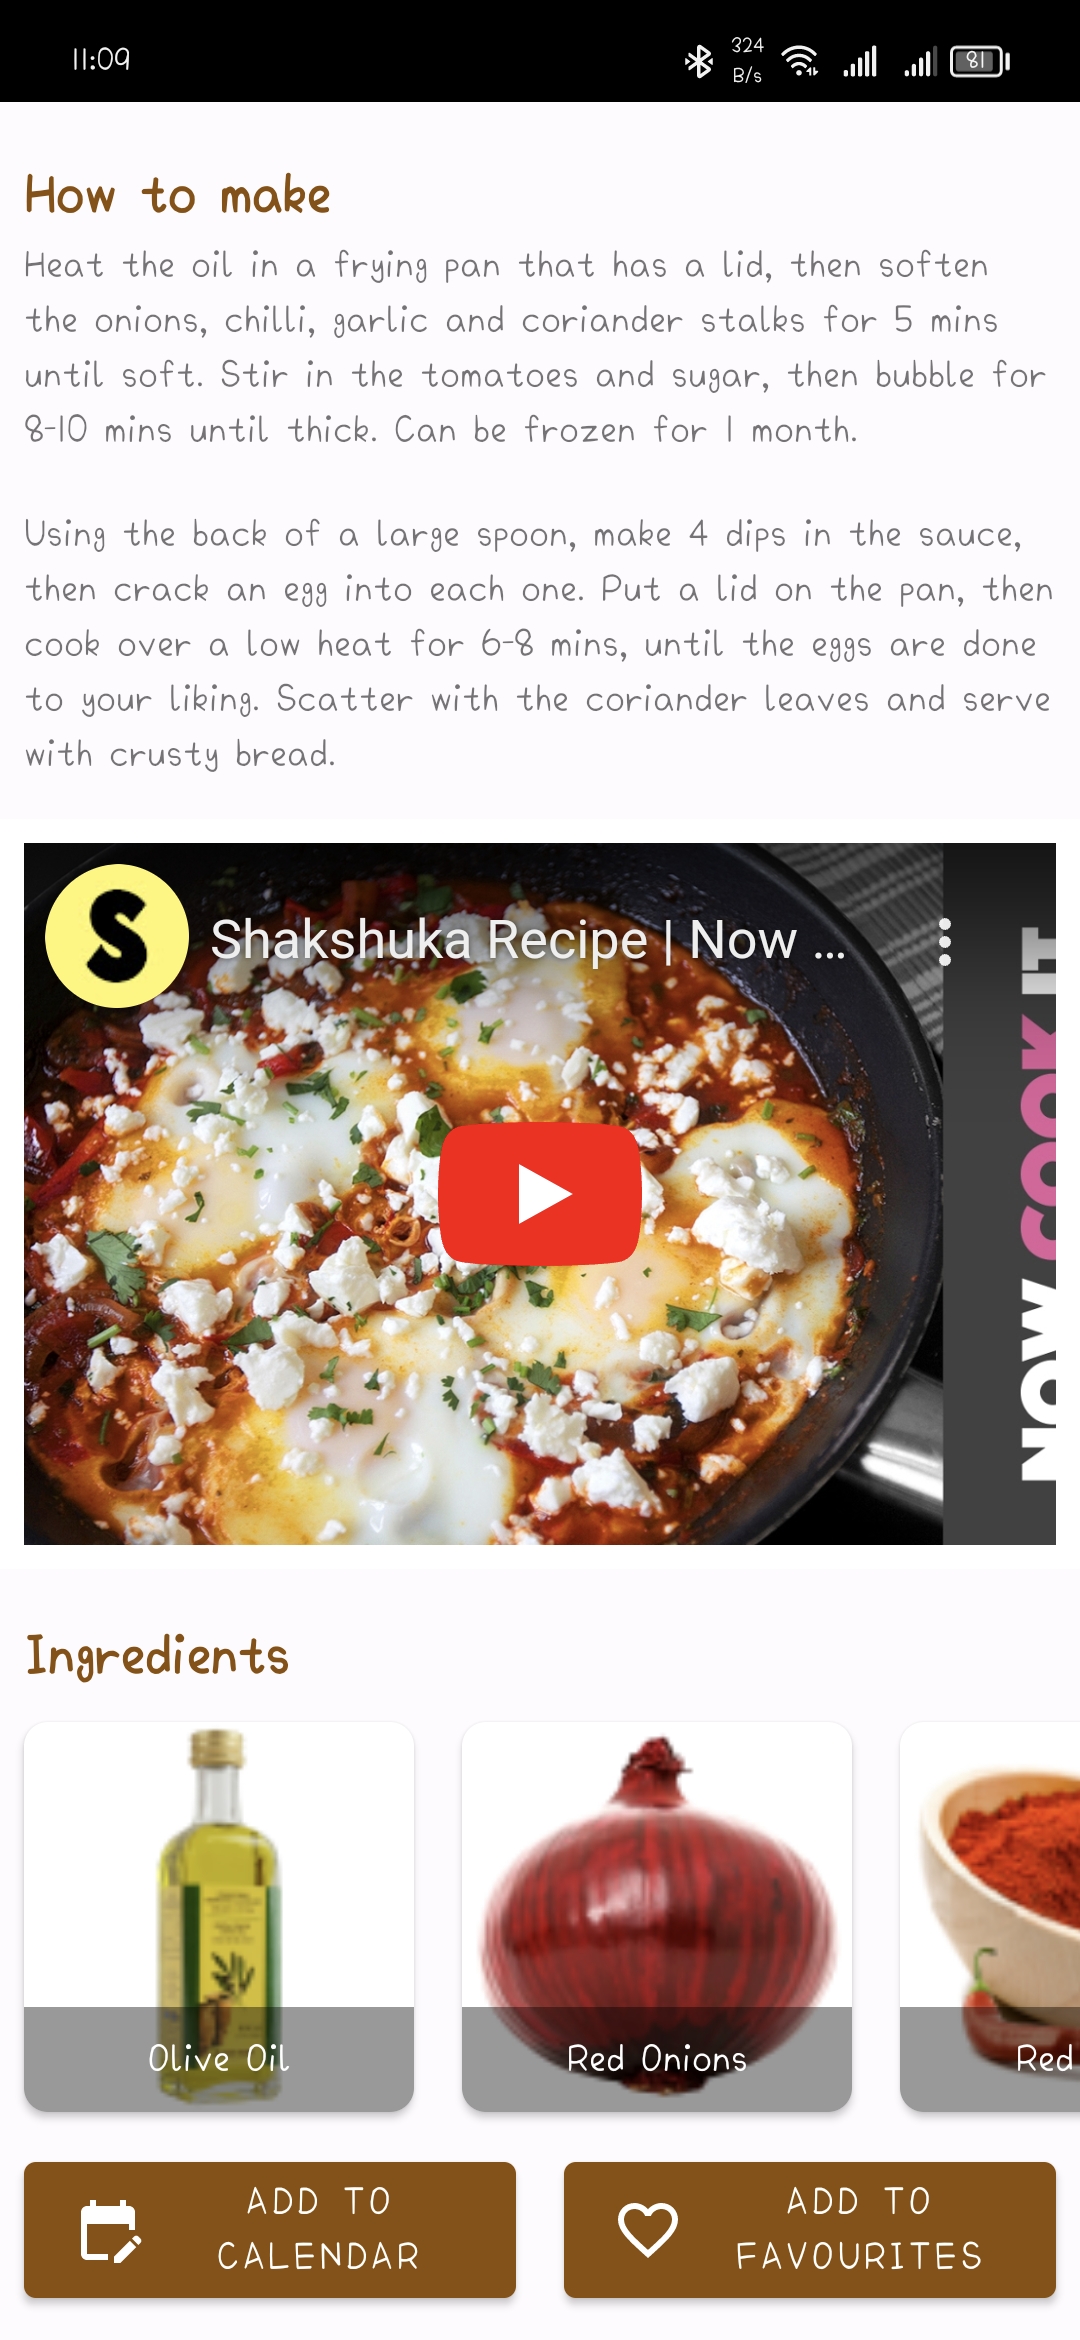 11:09
324
B/s
81
How to make
Heat the oil in a frying pan that has a lid, then soften
the onions, chilli, garlic and coriander stalks for 5 mins
until soft. Stir in the tomatoes and sugar, then bubble for
8-10 mins until thick. Can be frozen for 1 month.
Using the back of a large spoon, make 4 dips in the sauce,
then crack an egg into each one. Put a lid on the pan, then
cook over a low heat for 6-8 mins, until the eggs are done
to your liking. Scatter with the coriander leaves and serve
with crusty bread.
S
Shakshuka Recipe | Now ...
NOW COOK IT
Ingredients
Olive Oil
Red Onions
Red
ADD TO
CALENDAR
ADD TO
FAVOURITES